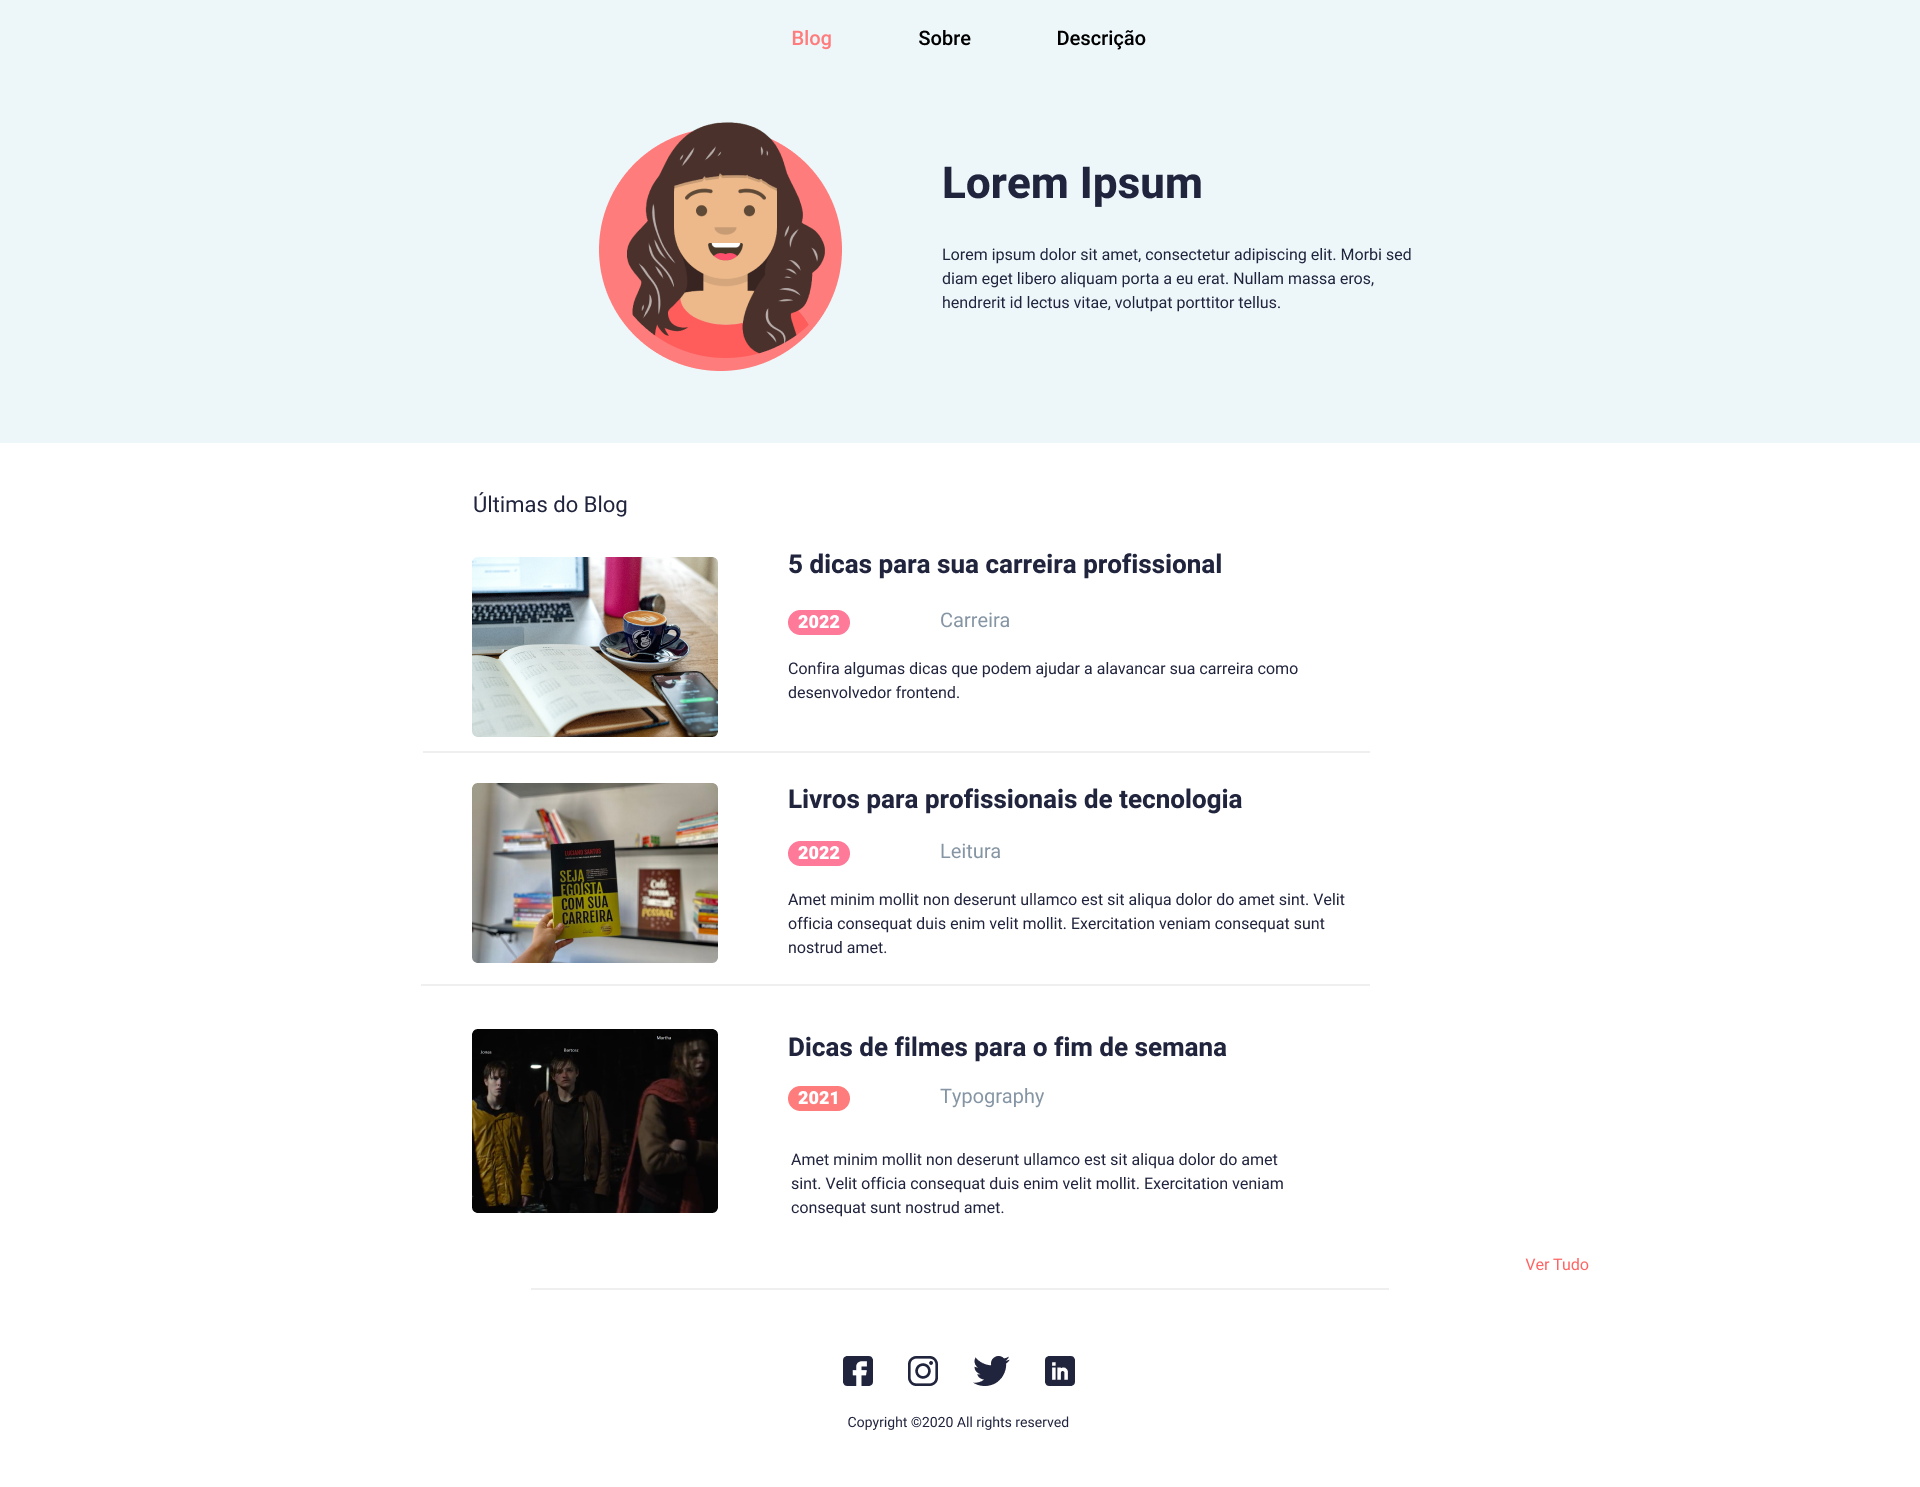 Blog
Sobre
Descrição
Lorem Ipsum
Lorem ipsum dolor sit amet, consectetur adipiscing elit. Morbi sed
diam eget libero aliquam porta a eu erat. Nullam massa eros,
hendrerit id lectus vitae, volutpat porttitor tellus.
Últimas do Blog
5 dicas para sua carreira profissional
2022
Carreira
Confira algumas dicas que podem ajudar a alavancar sua carreira como
desenvolvedor frontend.
LUCIANO SANTOS
SEJA
EGOÍSTA
COM SUA
CARREIRA
Café
POSSÍVEL
Livros para profissionais de tecnologia
2022
Leitura
Amet minim mollit non deserunt ullamco est sit aliqua dolor do amet sint. Velit
officia consequat duis enim velit mollit. Exercitation veniam consequat sunt
nostrud amet.
Jonas
Bartosz
Martha
Dicas de filmes para o fim de semana
2021
Typography
Amet minim mollit non deserunt ullamco est sit aliqua dolor do amet
sint. Velit officia consequat duis enim velit mollit. Exercitation veniam
consequat sunt nostrud amet.
Ver Tudo
Copyright ©2020 All rights reserved